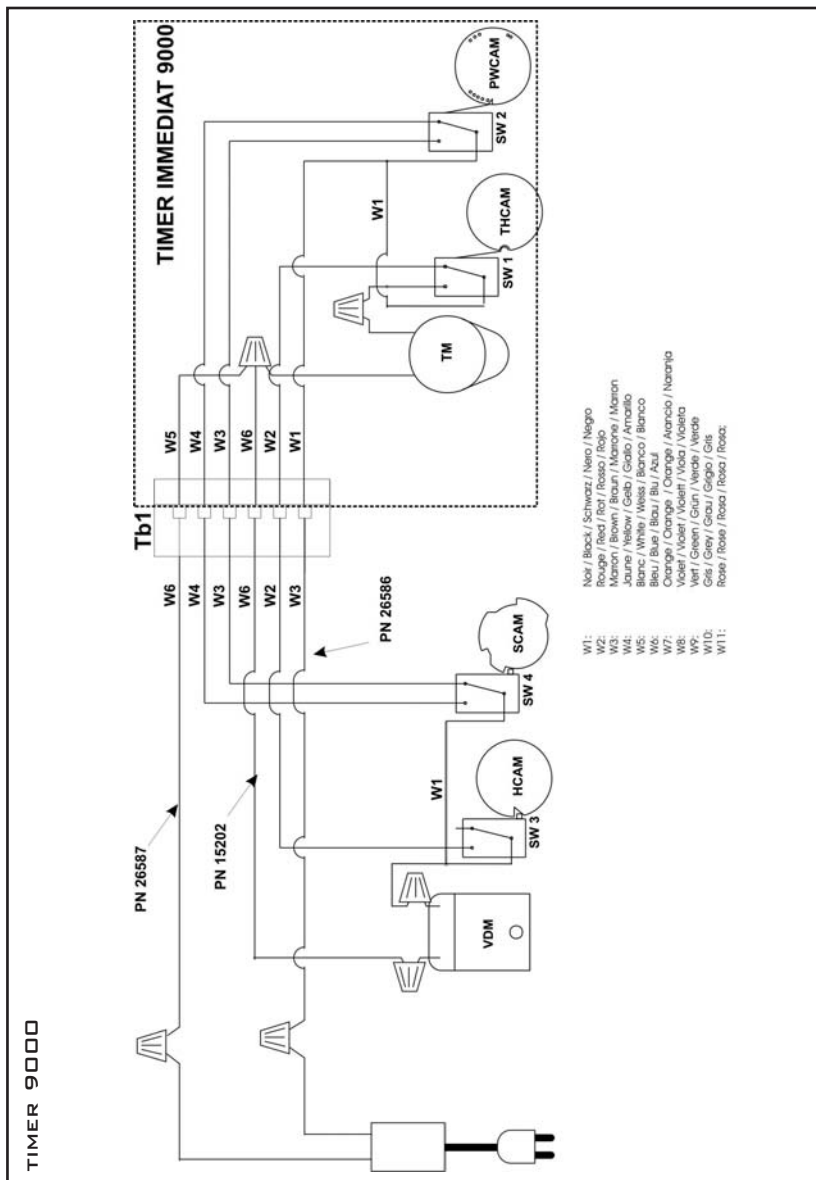 TIMER 9000
TIMER IMMEDIAT 9000
PWCAM
SW 2
THCAM
SW 1
W1
TM
W5
W4
W3
W6
W2
W1
Tb1
W6
W4
W3
W6
W2
W3
PN 26586
PN 15202
PN 26587
SCAM
SW 4
W1
HCAM
SW 3
VDM
W1: Noir / Black / Schwarz / Nero / Negro
W2: Rouge / Red / Rot / Rosso / Rojo
W3: Marron / Brown / Braun / Marrone / Marron
W4: Jaune / Yellow / Gelb / Giallo / Amarillo
W5: Blanc / White / Weiss / Bianco / Blanco
W6: Bleu / Blue / Blau / Blu / Azul
W7: Orange / Orange / Orange / Arancio / Naranja
W8: Violet / Violet / Violett / Viola / Violeta
W9: Vert / Green / Grün / Verde / Verde
W10: Gris / Grey / Grau / Grigio / Gris
W11: Rose / Rose / Rosa / Rosa / Rosa;